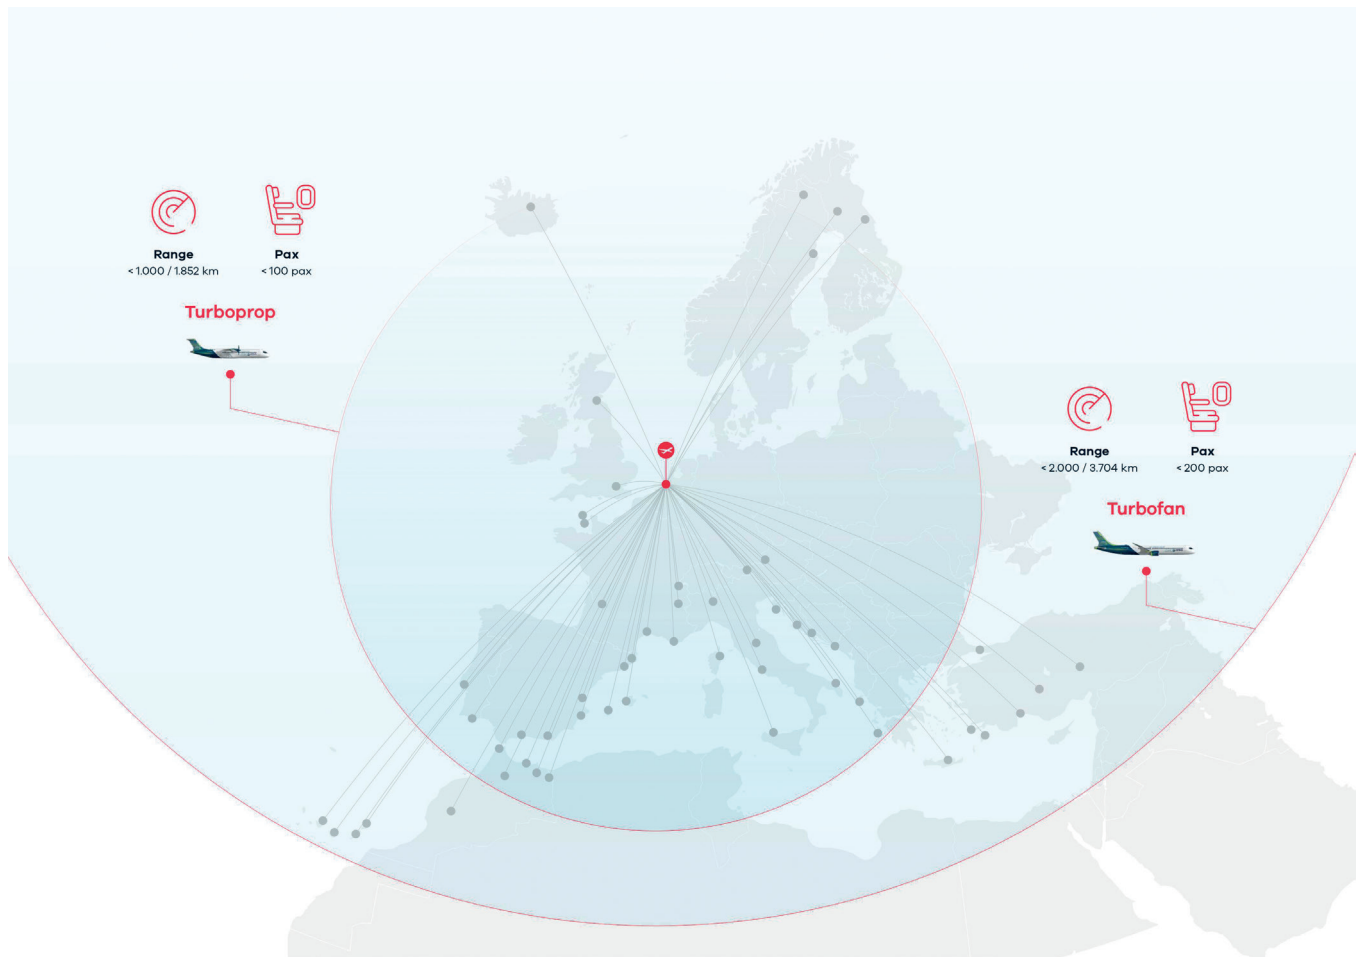 Range
Pax
< 1.000 / 1.852 km
< 100 pax
Turboprop
Range
Pax
< 2.000 / 3.704 km
< 200 pax
Turbofan